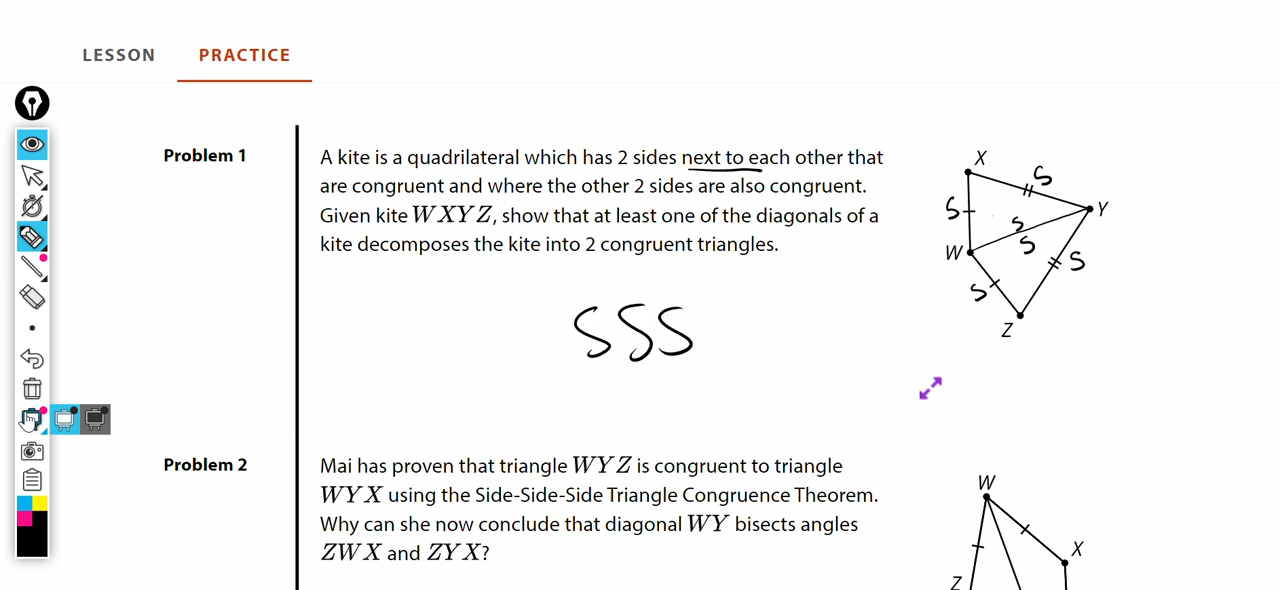 LESSON PRACTICE
Problem 1
A kite is a quadrilateral which has 2 sides next to each other that
are congruent and where the other 2 sides are also congruent.
Given kite WXYZ, show that at least one of the diagonals of a
kite decomposes the kite into 2 congruent triangles.
X
S
S
Y
S
W
S
S
S
Z
SSS
Problem 2
Mai has proven that triangle WYZ is congruent to triangle
WYX using the Side-Side-Side Triangle Congruence Theorem.
Why can she now conclude that diagonal WY bisects angles
ZWX and ZYX?
W
X
Z